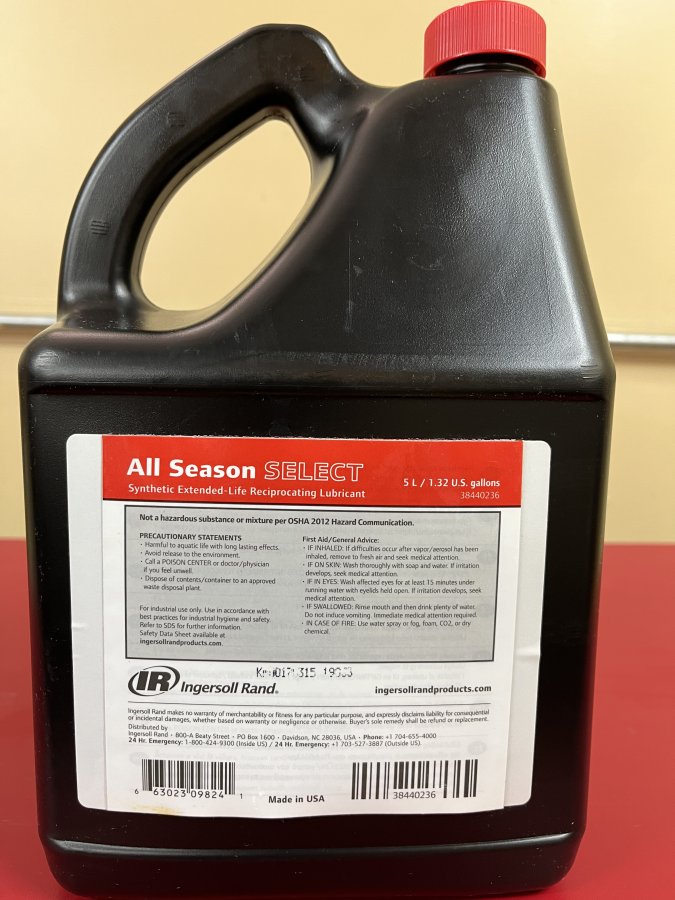 All Season SELECT
Synthetic Extended-Life Reciprocating Lubricant
5 L / 1.32 U.S. gallons
38440236
Not a hazardous substance or mixture per OSHA 2012 Hazard Communication.
PRECAUTIONARY STATEMENTS
· Harmful to aquatic life with long lasting effects.
· Avoid release to the environment.
· Call a POISON CENTER or doctor/physician
if you feel unwell.
· Dispose of contents/container to an approved
waste disposal plant.
For industrial use only. Use in accordance with
best practices for industrial hygiene and safety.
Refer to SDS for further information.
Safety Data Sheet available at
ingersollrandproducts.com.
First Aid/General Advice:
· IF INHALED: If difficulties occur after vapor/aerosol has been
inhaled, remove to fresh air and seek medical attention.
· IF ON SKIN: Wash thoroughly with soap and water. If irritation
develops, seek medical attention.
· IF IN EYES: Wash affected eyes for at least 15 minutes under
running water with eyelids held open. If irritation develops, seek
medical attention.
· IF SWALLOWED: Rinse mouth and then drink plenty of water.
Do not induce vomiting. Immediate medical attention required.
· IN CASE OF FIRE: Use water spray or fog, foam, CO2, or dry
chemical.
IR Ingersoll Rand®
ingersollrandproducts.com
Ingersoll Rand makes no warranty of merchantability or fitness for any particular purpose, and expressly disclaims liability for consequential
or incidental damages, whether based on warranty or negligence or otherwise. Buyer's sole remedy shall be refund or replacement.
Distributed by
Ingersoll Rand · 800-A Beaty Street · PO Box 1600 · Davidson, NC 28036, USA · Phone: +1 704-655-4000
24 Hr. Emergency: 1-800-424-9300 (Inside US) / 24 Hr. Emergency: +1 703-527-3887 (Outside US).
6 63023 09824 1
Made in USA
38440236